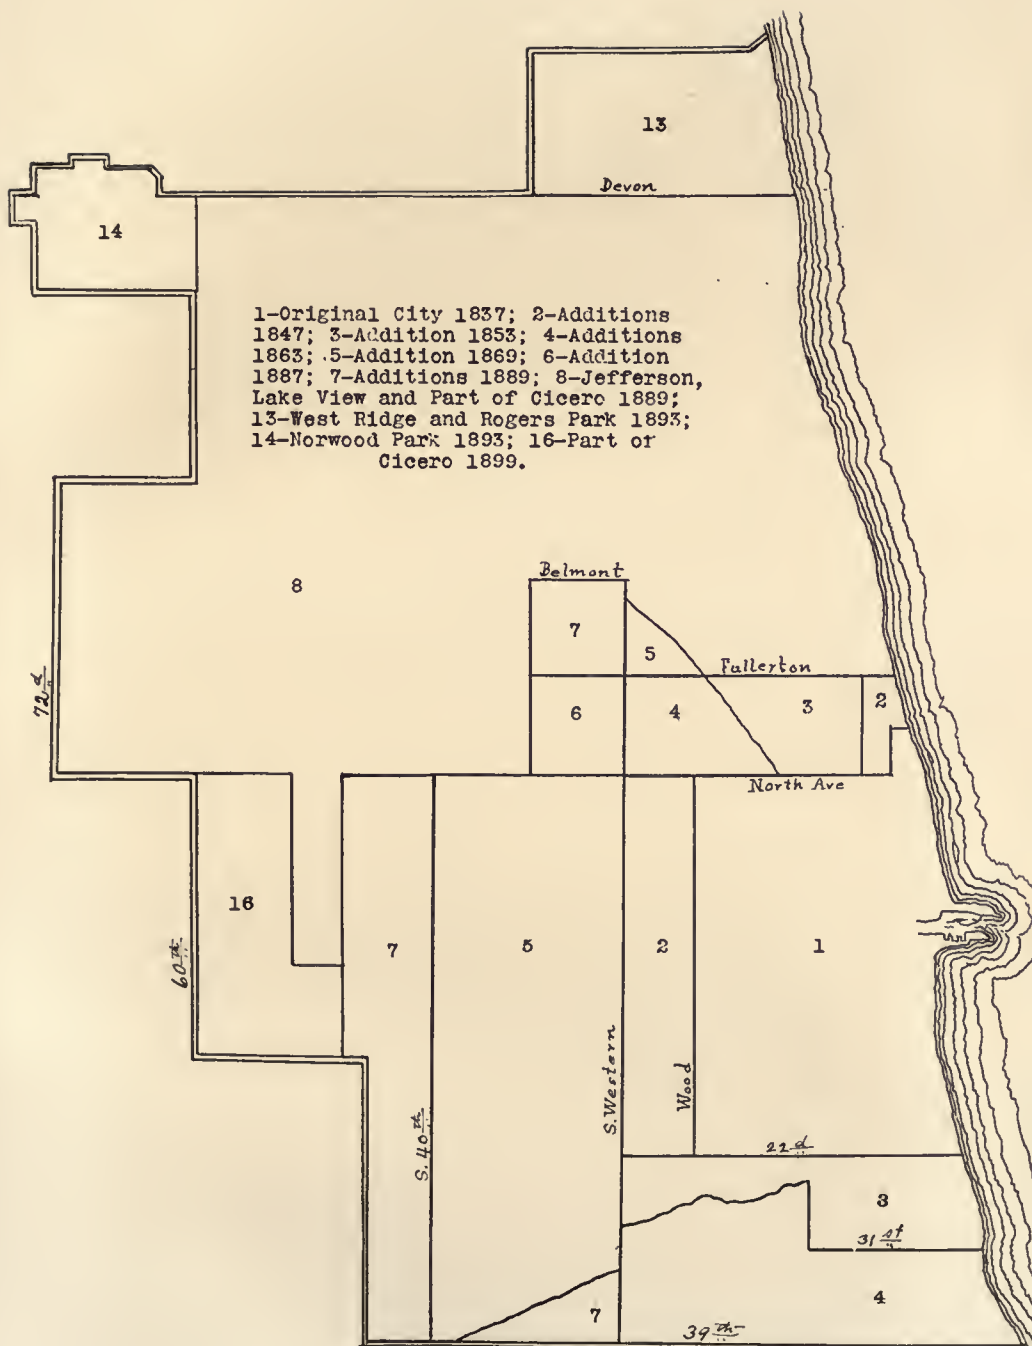 13
Devon
14
1-Original City 1837; 2-Additions
1847; 3-Addition 1853; 4-Additions
1863; 5-Addition 1869; 6-Addition
1887; 7-Additions 1889; 8-Jefferson,
Lake View and Part of Cicero 1889;
13-West Ridge and Rogers Park 1893;
14-Norwood Park 1893; 16-Part of
Cicero 1899.
8
Belmont
7
5
Fullerton
72d
6
4
3
2
North Ave
16
7
5
2
1
60th
S. 40th
S. Western
Wood
22d
3
31st
7
4
39th